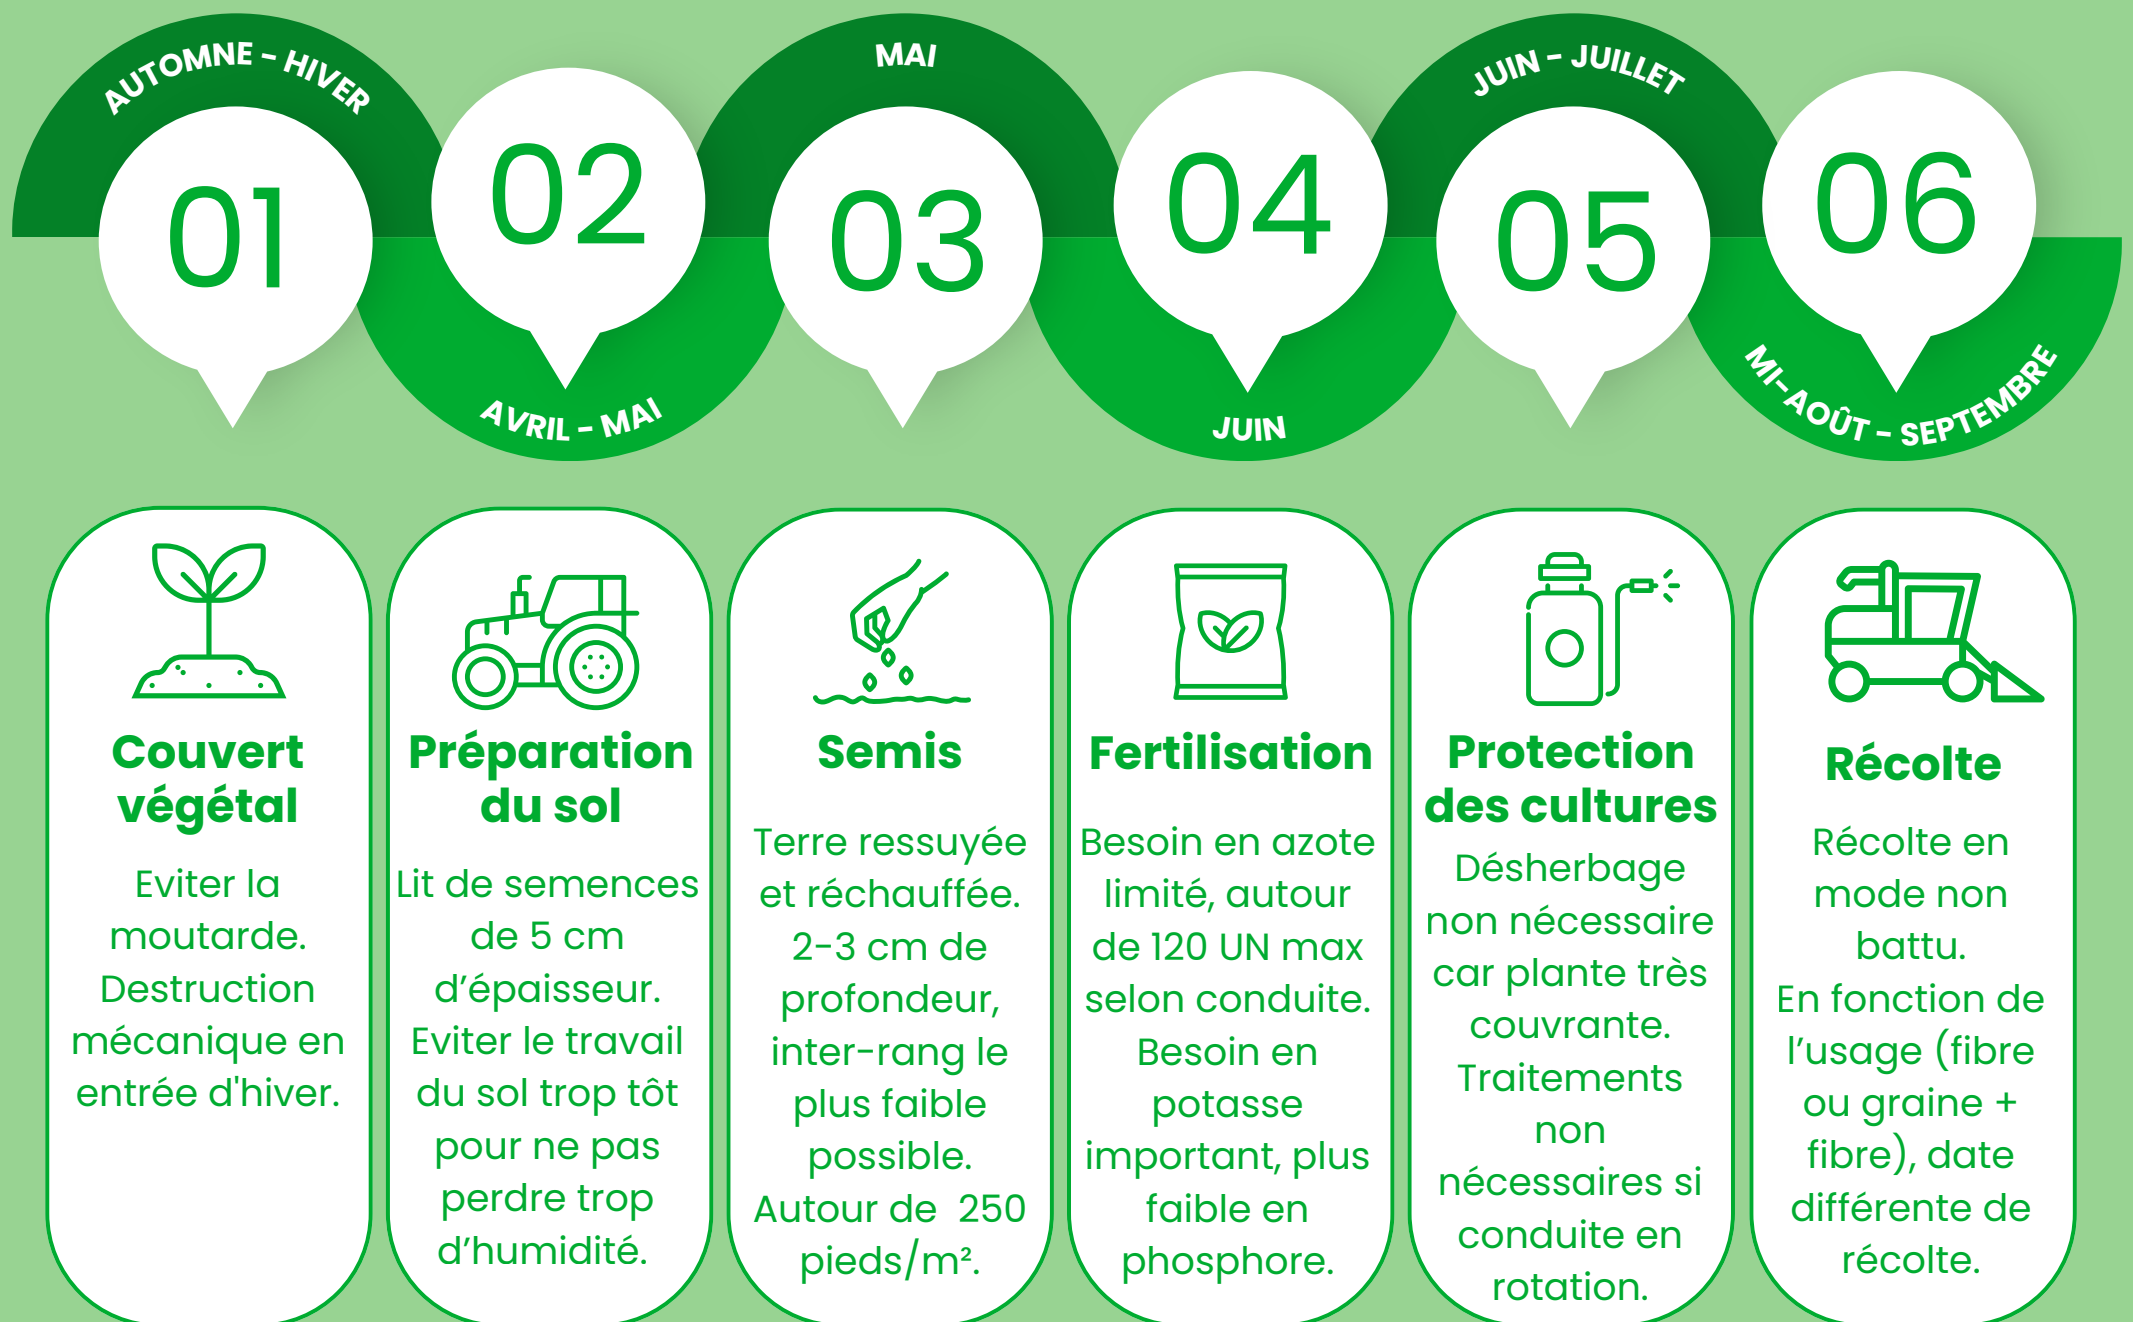 AUTOMNE - HIVER
01
02
AVRIL - MAI
MAI
03
04
JUIN
JUIN - JUILLET
05
06
MI-AOÛT - SEPTEMBRE
Couvert
végétal
Eviter la
moutarde.
Destruction
mécanique en
entrée d'hiver.
Préparation
du sol
Lit de semences
de 5 cm
d’épaisseur.
Eviter le travail
du sol trop tôt
pour ne pas
perdre trop
d’humidité.
Semis
Terre ressuyée
et réchauffée.
2-3 cm de
profondeur,
inter-rang le
plus faible
possible.
Autour de 250
pieds/m².
Fertilisation
Besoin en azote
limité, autour
de 120 UN max
selon conduite.
Besoin en
potasse
important, plus
faible en
phosphore.
Protection
des cultures
Désherbage
non nécessaire
car plante très
couvrante.
Traitements
non
nécessaires si
conduite en
rotation.
Récolte
Récolte en
mode non
battu.
En fonction de
l’usage (fibre
ou graine +
fibre), date
différente de
récolte.